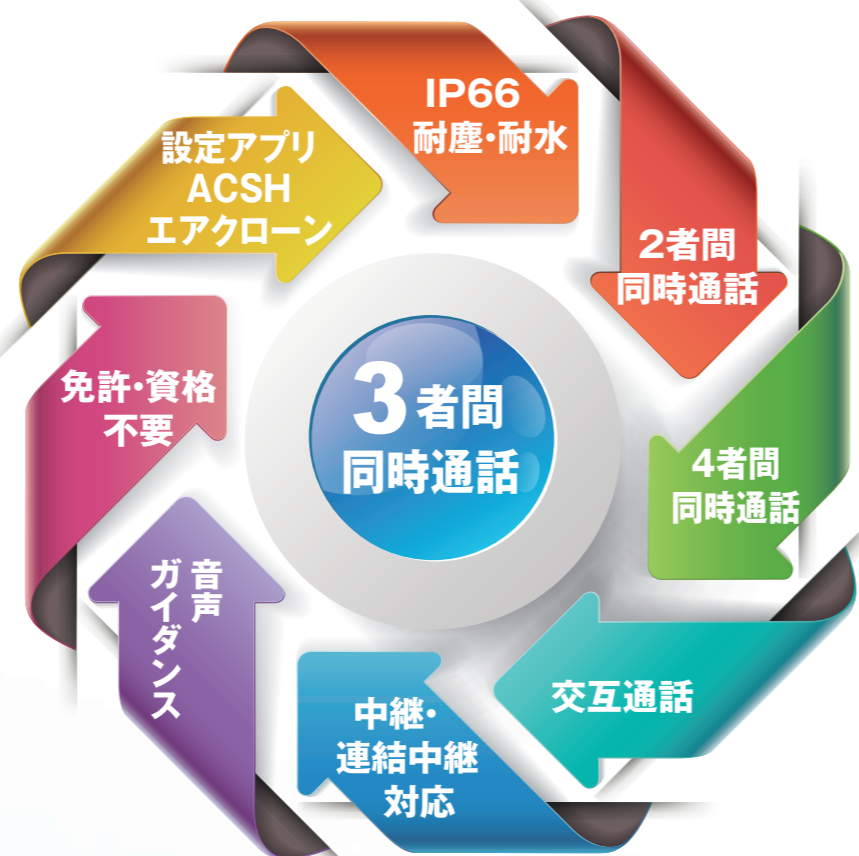 IP66
耐塵・耐水
2者間
同時通話
4者間
同時通話
交互通話
中継・
連結中継
対応
音声
ガイダンス
免許・資格
不要
設定アプリ
ACSH
エアクローン
3者間
同時通話